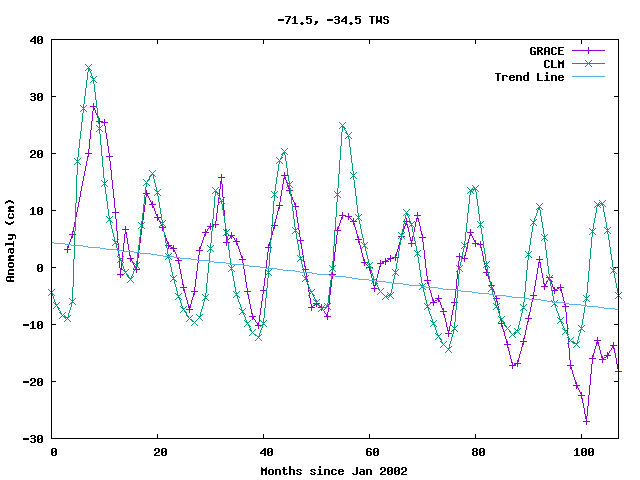 -71.5, -34.5 TWS
GRACE
CLM
Trend Line
40
30
20
10
0
-10
-20
-30
Anomaly (cm)
0 20 40 60 80 100
Months since Jan 2002